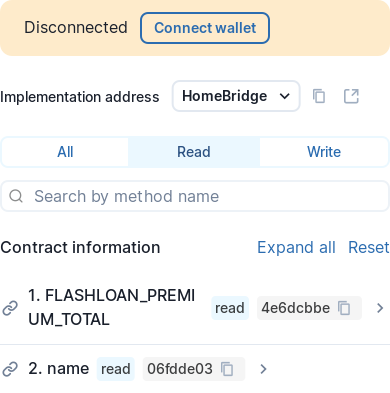 Disconnected Connect wallet
Implementation address HomeBridge
All Read Write
Search by method name
Contract information Expand all Reset
1. FLASHLOAN_PREMI
UM_TOTAL read 4e6dcbbe
2. name read 06fdde03